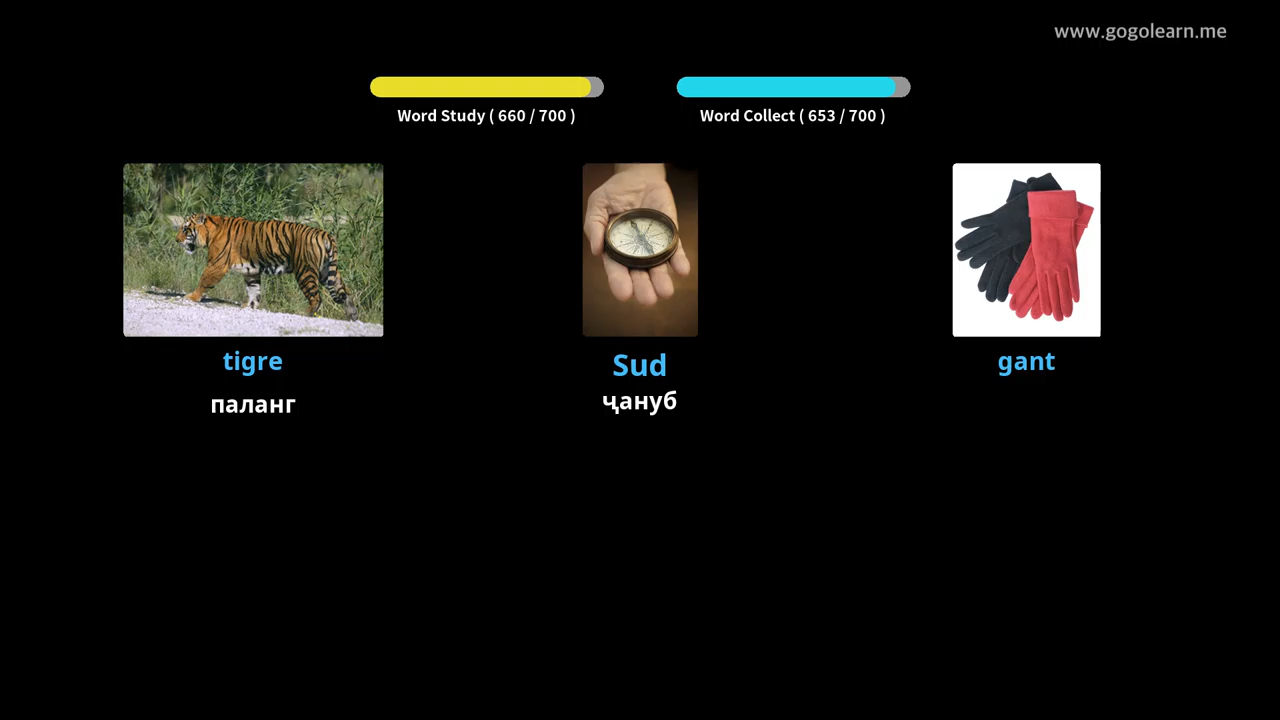 www.gogolearn.me
Word Study ( 660 / 700 )
Word Collect ( 653 / 700 )
tigre
паланг
Sud
ҷануб
gant